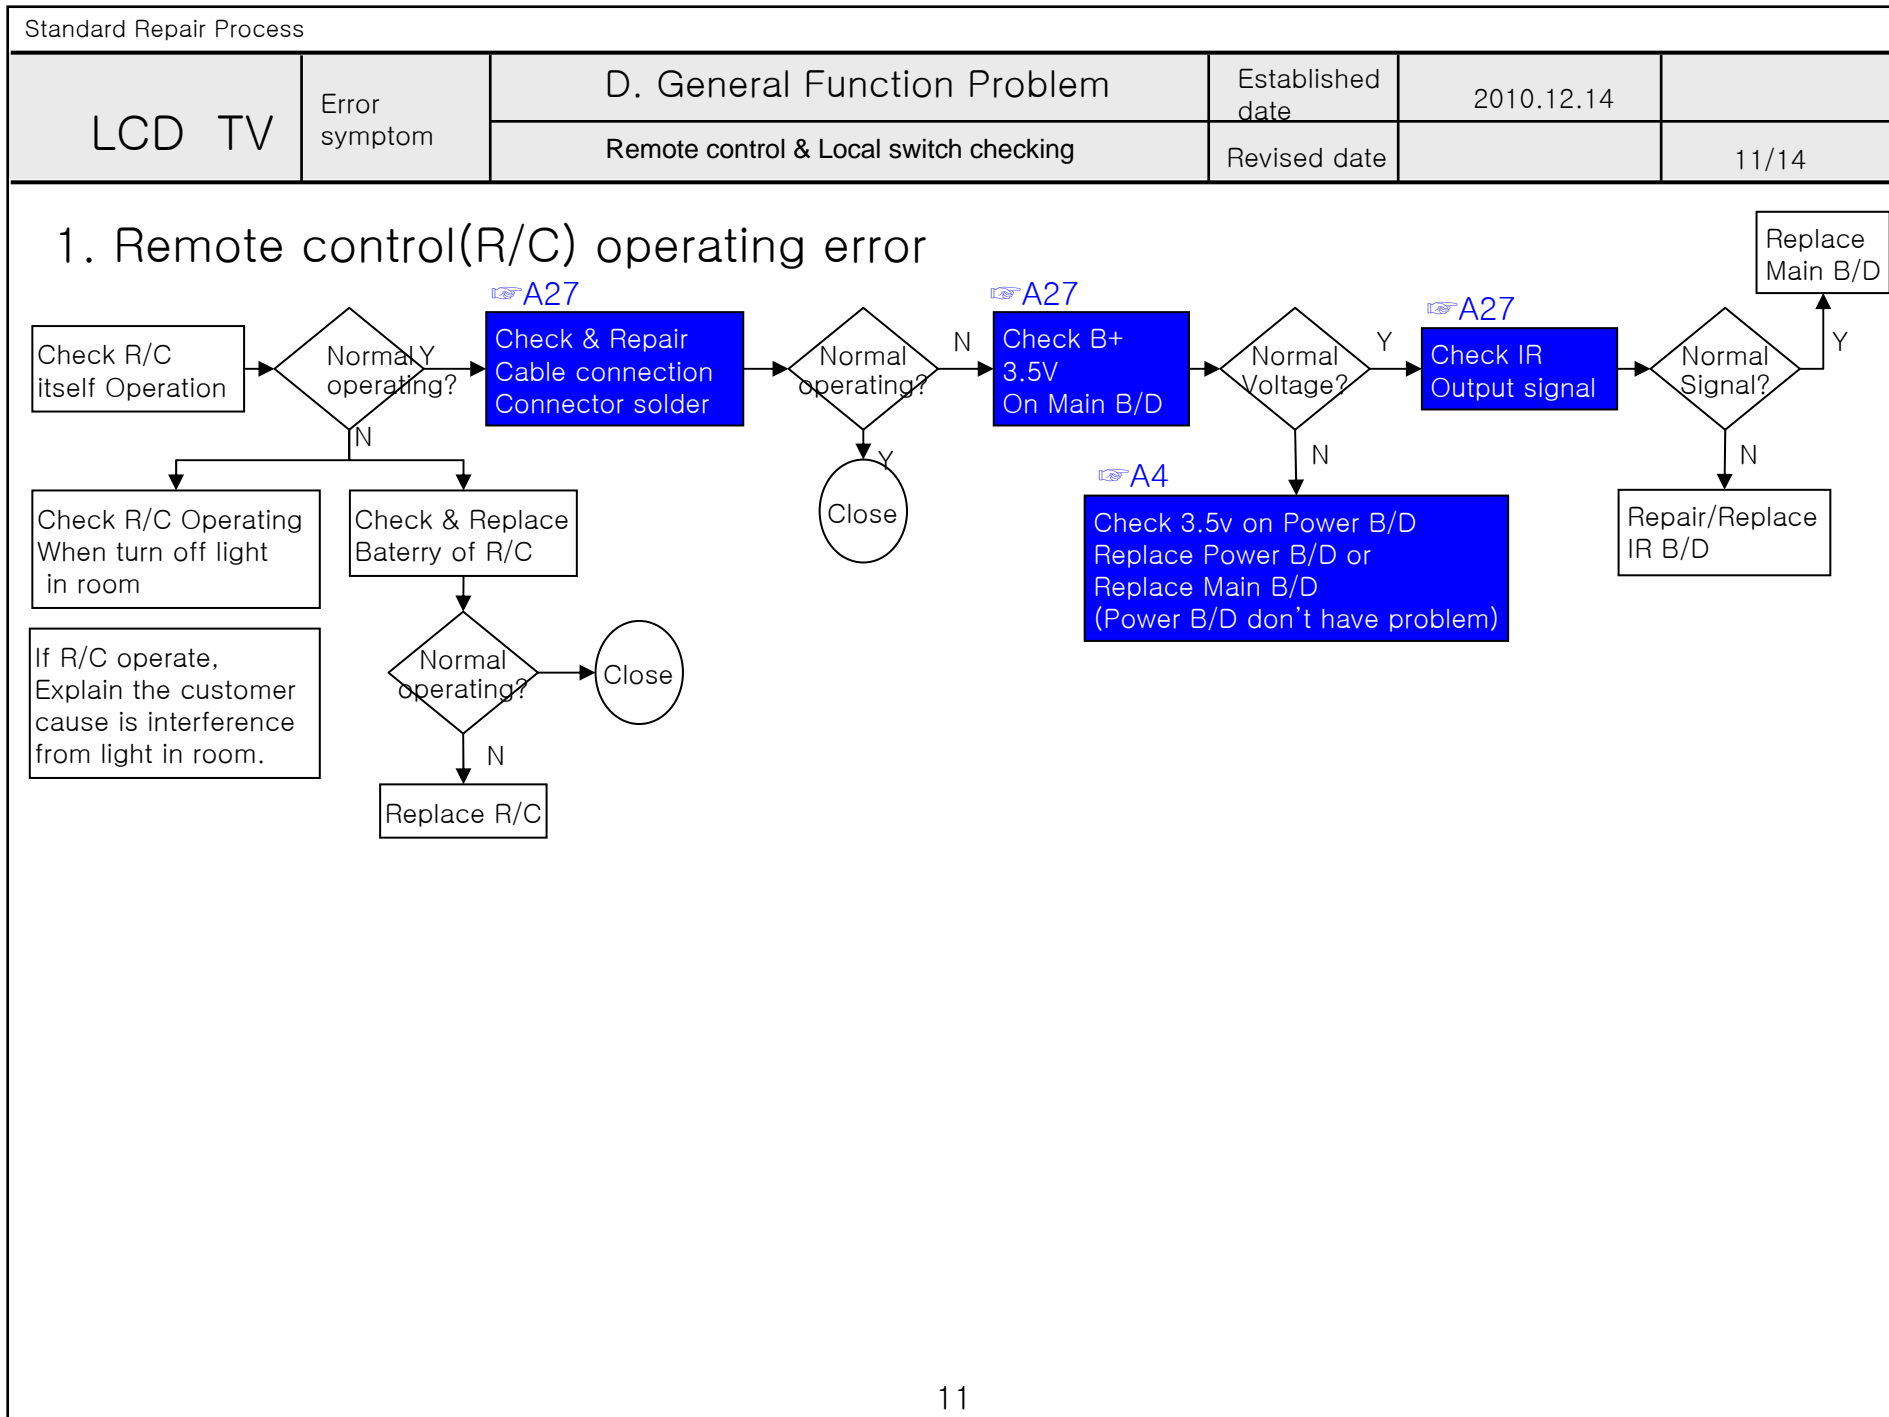 Standard Repair Process
LCD TV
Error
symptom
D. General Function Problem
Remote control & Local switch checking
Established
date
2010.12.14
Revised date
11/14
1. Remote control(R/C) operating error
Replace
Main B/D
☞A27
☞A27
☞A27
Check R/C
itself Operation
Normal
operating?
Y
Check & Repair
Cable connection
Connector solder
Normal
operating?
N
Check B+
3.5V
On Main B/D
Normal
Voltage?
Y
Check IR
Output signal
Normal
Signal?
Y
N
Y
N
N
☞A4
Check R/C Operating
When turn off light
in room
Check & Replace
Baterry of R/C
Close
Check 3.5v on Power B/D
Replace Power B/D or
Replace Main B/D
(Power B/D don't have problem)
Repair/Replace
IR B/D
If R/C operate,
Explain the customer
cause is interference
from light in room.
Normal
operating?
Close
N
Replace R/C
11